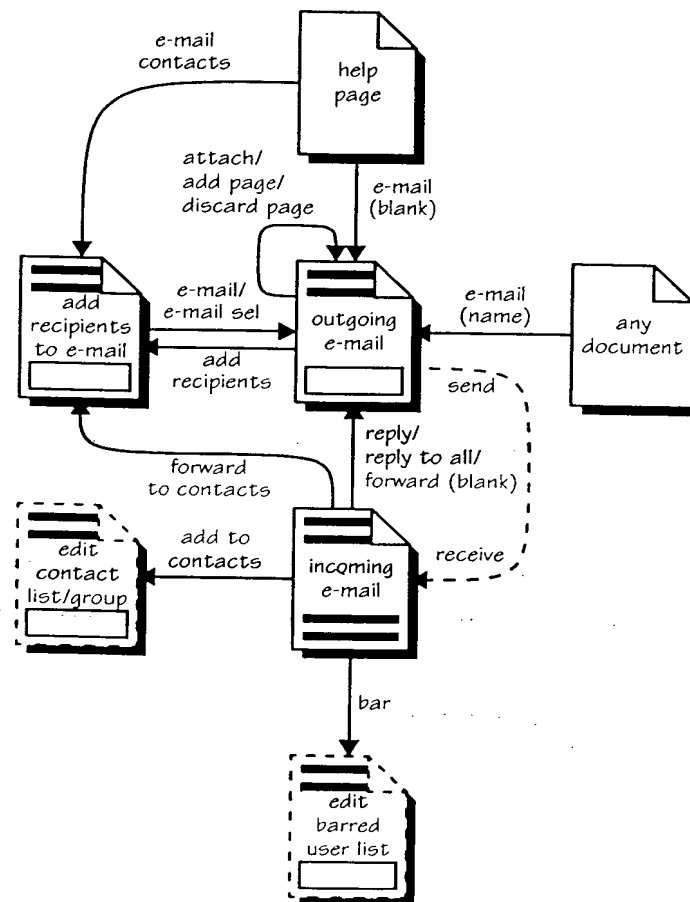 e-mail
contacts
help
page
attach/
add page/
discard page
e-mail
(blank)
add
recipients
to e-mail
e-mail/
e-mail sel
add
recipients
outgoing
e-mail
e-mail
(name)
any
document
send
reply/
reply to all/
forward (blank)
forward
to contacts
edit
contact
list/group
add to
contacts
incoming
e-mail
receive
bar
edit
barred
user list